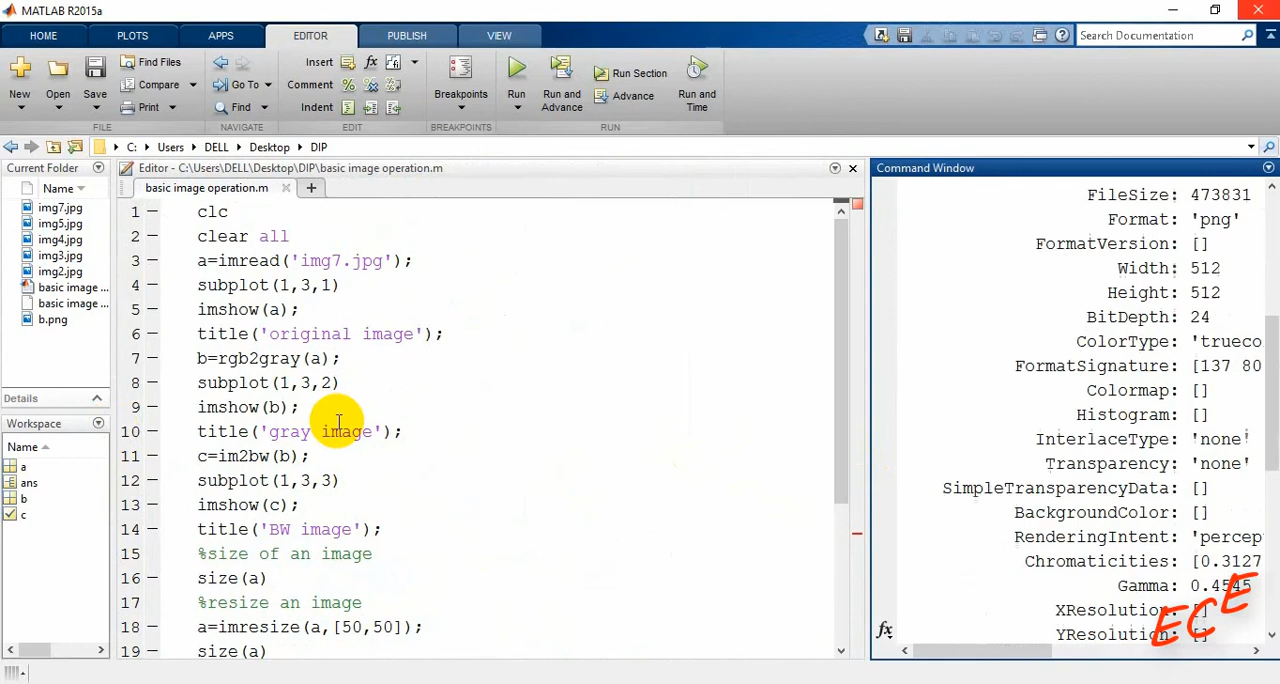 MATLAB R2015a
HOME PLOTS APPS EDITOR PUBLISH VIEW
Search Documentation
New Open Save
Find Files
Compare
Print
FILE
Go To
Find
NAVIGATE
Insert
Comment
Indent
EDIT
Breakpoints
BREAKPOINTS
Run
Run and Advance
Run Section
Advance
Run and Time
RUN
C: Users DELL Desktop DIP
Current Folder
Name
img7.jpg
img5.jpg
img4.jpg
img3.jpg
img2.jpg
basic image ...
basic image ...
b.png
Details
Workspace
Name
a
ans
b
c
Editor - C:\Users\DELL\Desktop\DIP\basic image operation.m
basic image operation.m
1 clc
2 clear all
3 a=imread('img7.jpg');
4 subplot(1,3,1)
5 imshow(a);
6 title('original image');
7 b=rgb2gray(a);
8 subplot(1,3,2)
9 imshow(b);
10 title('gray image');
11 c=im2bw(b);
12 subplot(1,3,3)
13 imshow(c);
14 title('BW image');
15 %size of an image
16 size(a)
17 %resize an image
18 a=imresize(a,[50,50]);
19 size(a)
Command Window
FileSize: 473831
Format: 'png'
FormatVersion: []
Width: 512
Height: 512
BitDepth: 24
ColorType: 'trueco
FormatSignature: [137 80
Colormap: []
Histogram: []
InterlaceType: 'none'
Transparency: 'none'
SimpleTransparencyData: []
BackgroundColor: []
RenderingIntent: 'percep
Chromaticities: [0.3127
Gamma: 0.4545
XResolution: []
YResolution: []
fx
ECE